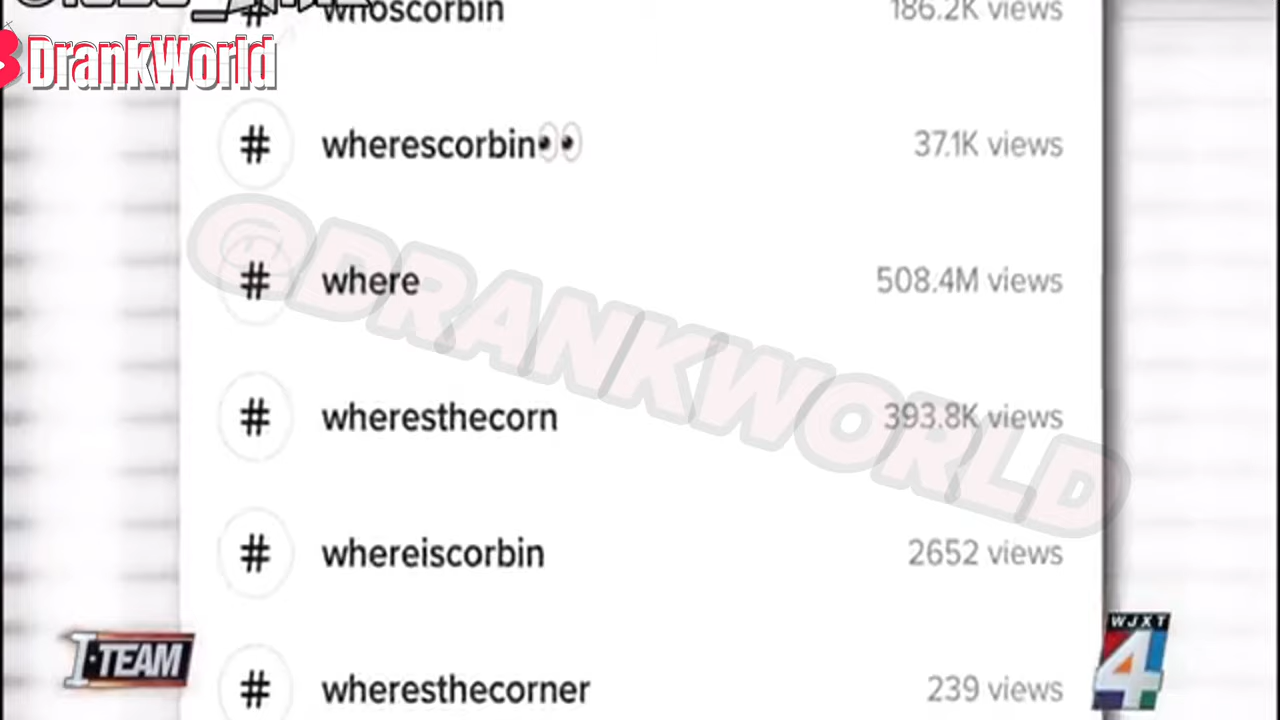 # whoscorbin 186.2K views
DrankWorld
# wherescorbin👀 37.1K views
@DRANKWORLD
# where 508.4M views
# wheresthecorn 393.8K views
# whereiscorbin 2652 views
I-TEAM
WJXT
4
# wheresthecorner 239 views